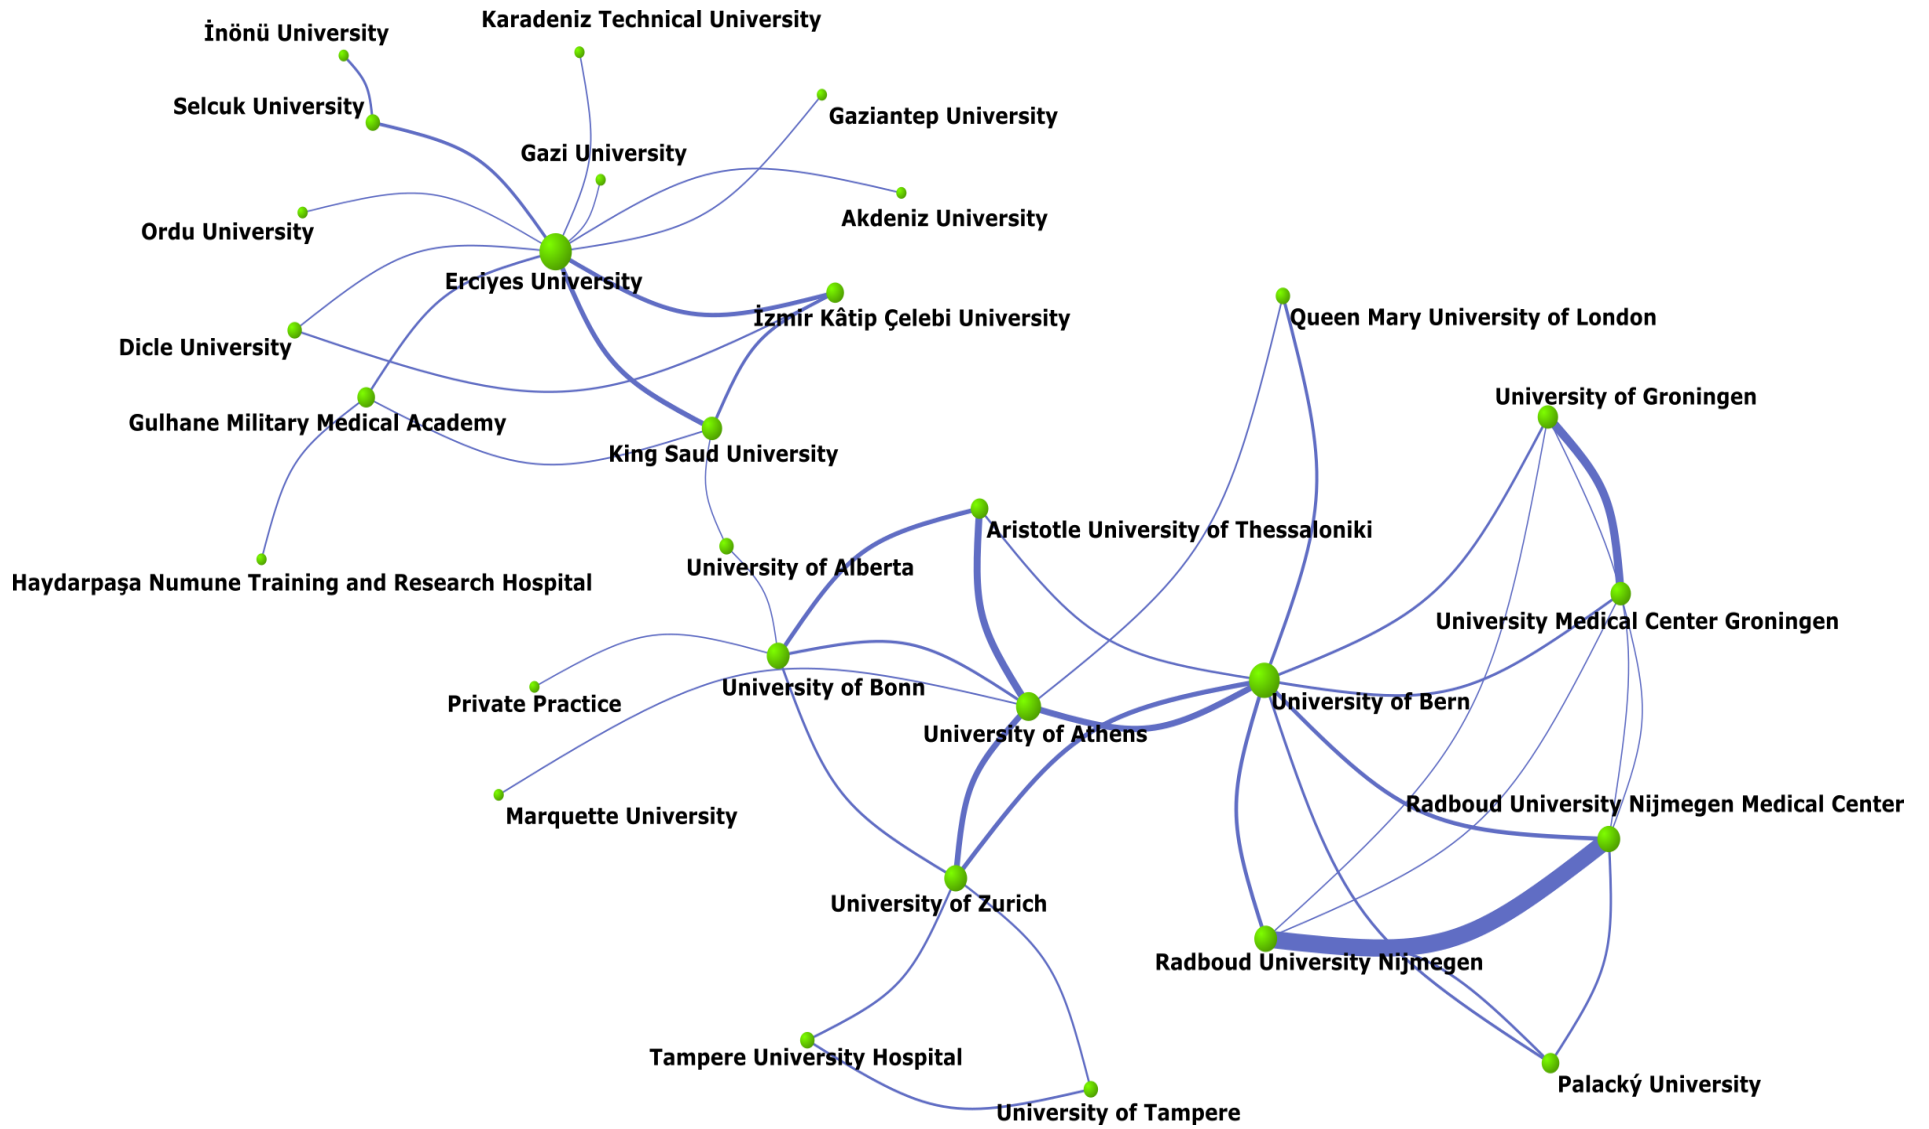 Karadeniz Technical University
İnönü University
Selcuk University
Gaziantep University
Gazi University
Akdeniz University
Ordu University
Erciyes University
İzmir Kâtip Çelebi University
Queen Mary University of London
Dicle University
University of Groningen
Gulhane Military Medical Academy
King Saud University
Aristotle University of Thessaloniki
University of Alberta
Haydarpaşa Numune Training and Research Hospital
University Medical Center Groningen
University of Bonn
Private Practice
University of Bern
University of Athens
Radboud University Nijmegen Medical Center
Marquette University
University of Zurich
Radboud University Nijmegen
Tampere University Hospital
Palacký University
University of Tampere